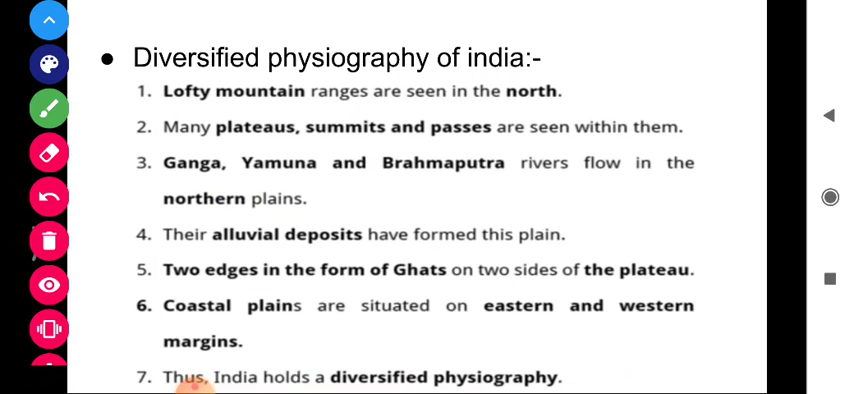 ● Diversified physiography of india:-
1. Lofty mountain ranges are seen in the north.
2. Many plateaus, summits and passes are seen within them.
3. Ganga, Yamuna and Brahmaputra rivers flow in the
northern plains.
4. Their alluvial deposits have formed this plain.
5. Two edges in the form of Ghats on two sides of the plateau.
6. Coastal plains are situated on eastern and western
margins.
7. Thus, India holds a diversified physiography.